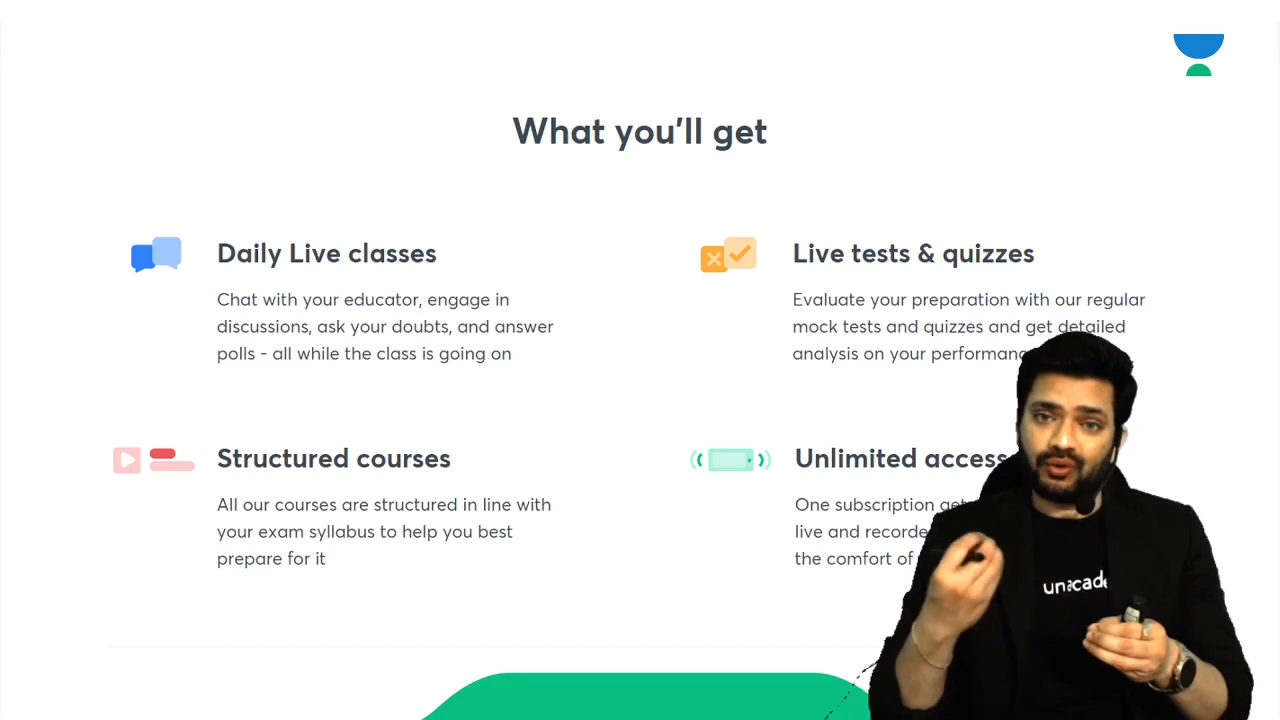 What you'll get
Daily Live classes
Chat with your educator, engage in
discussions, ask your doubts, and answer
polls - all while the class is going on
Live tests & quizzes
Evaluate your preparation with our regular
mock tests and quizzes and get detailed
analysis on your
Structured courses
All our courses are structured in line with
your exam syllabus to help you best
prepare for it
Unlimited access
One subscription
live and
the comfort of